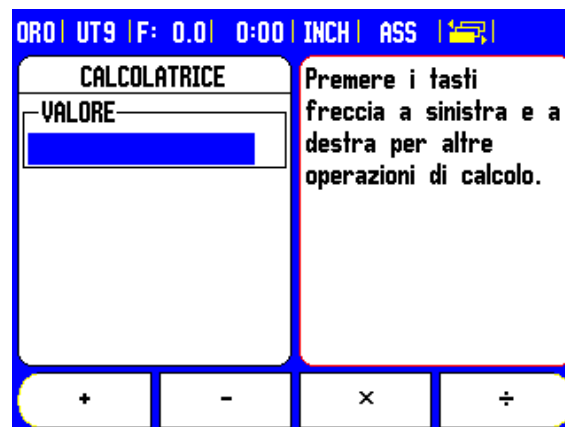 ORO| UT9 |F: 0.0| 0:00| INCH| ASS
CALCOLATRICE
VALORE
Premere i tasti
freccia a sinistra e a
destra per altre
operazioni di calcolo.
+ - × ÷